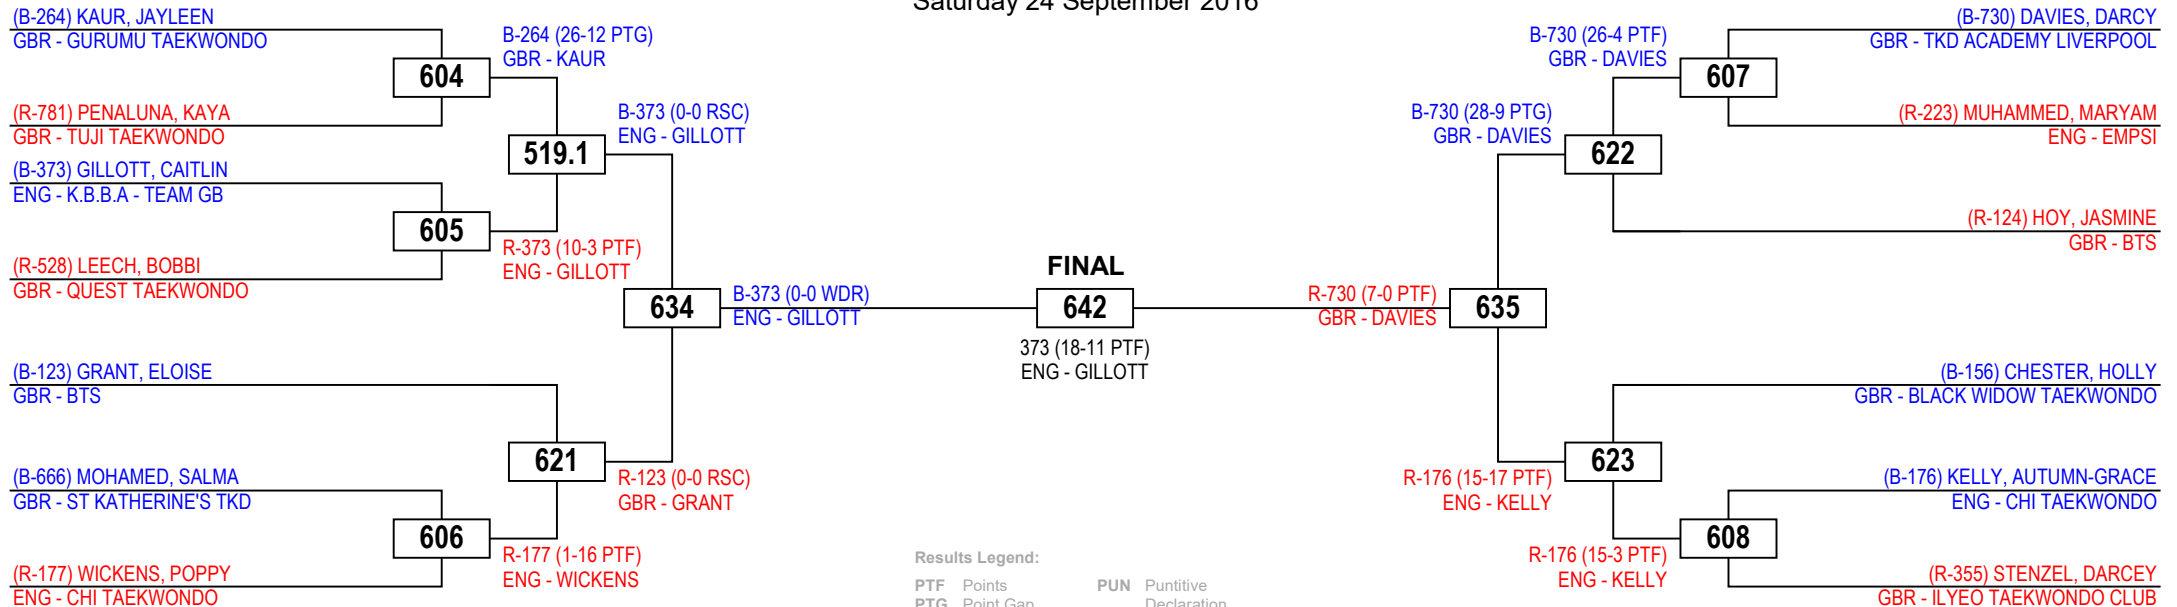 Saturday 24 September 2016
(B-264) KAUR, JAYLEEN
GBR - GURUMU TAEKWONDO
604
(R-781) PENALUNA, KAYA
GBR - TUJI TAEKWONDO
(B-373) GILLOTT, CAITLIN
ENG - K.B.B.A - TEAM GB
605
(R-528) LEECH, BOBBI
GBR - QUEST TAEKWONDO
(B-123) GRANT, ELOISE
GBR - BTS
(B-666) MOHAMED, SALMA
GBR - ST KATHERINE'S TKD
606
(R-177) WICKENS, POPPY
ENG - CHI TAEKWONDO
B-264 (26-12 PTG)
GBR - KAUR
519.1
R-373 (10-3 PTF)
ENG - GILLOTT
621
R-177 (1-16 PTF)
ENG - WICKENS
B-373 (0-0 RSC)
ENG - GILLOTT
634
R-123 (0-0 RSC)
GBR - GRANT
B-373 (0-0 WDR)
ENG - GILLOTT
FINAL
642
373 (18-11 PTF)
ENG - GILLOTT
R-730 (7-0 PTF)
GBR - DAVIES
635
B-730 (28-9 PTG)
GBR - DAVIES
R-176 (15-17 PTF)
ENG - KELLY
B-730 (26-4 PTF)
GBR - DAVIES
622
623
R-176 (15-3 PTF)
ENG - KELLY
(B-730) DAVIES, DARCY
GBR - TKD ACADEMY LIVERPOOL
607
(R-223) MUHAMMED, MARYAM
ENG - EMPSI
(R-124) HOY, JASMINE
GBR - BTS
(B-156) CHESTER, HOLLY
GBR - BLACK WIDOW TAEKWONDO
(B-176) KELLY, AUTUMN-GRACE
ENG - CHI TAEKWONDO
608
(R-355) STENZEL, DARCEY
GBR - ILYEO TAEKWONDO CLUB
Results Legend:
PTF Points PUN Puntitive
PTG Point Gap Declaration